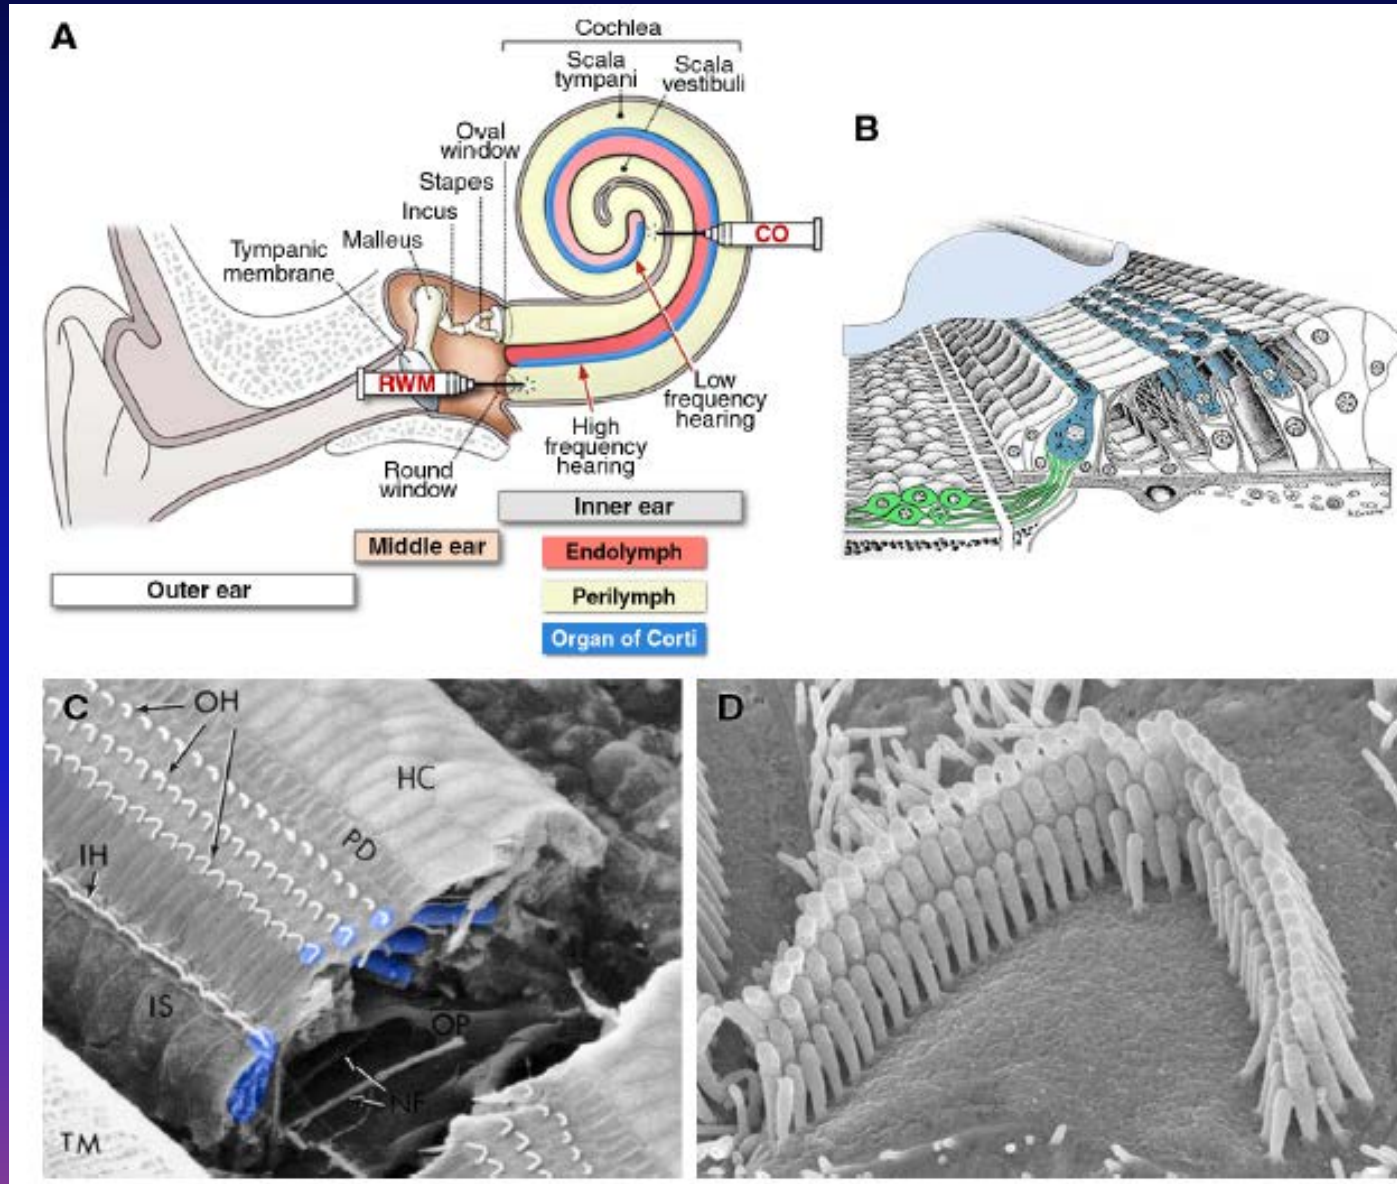 A
Cochlea
Scala
tympani
Scala
vestibuli
Oval
window
Stapes
Incus
Malleus
Tympanic
membrane
CO
RWM
Low
frequency
hearing
High
frequency
hearing
Round
window
Inner ear
Middle ear
Endolymph
Outer ear
Perilymph
Organ of Corti
B
C
OH
HC
PD
IH
IS
OP
NF
TM
D